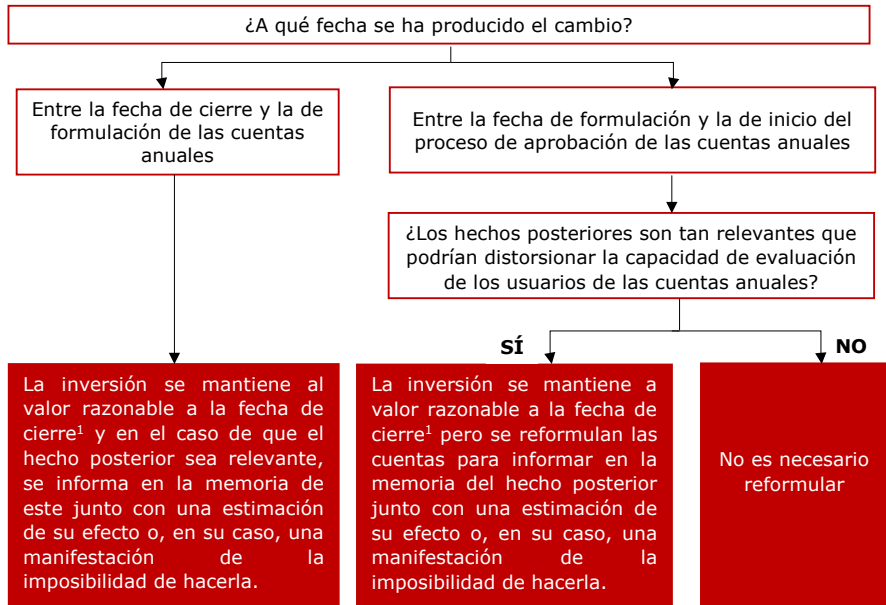 ¿A qué fecha se ha producido el cambio?
Entre la fecha de cierre y la de
formulación de las cuentas
anuales
Entre la fecha de formulación y la de inicio del
proceso de aprobación de las cuentas anuales
¿Los hechos posteriores son tan relevantes que
podrían distorsionar la capacidad de evaluación
de los usuarios de las cuentas anuales?
SÍ
NO
La inversión se mantiene al
valor razonable a la fecha de
cierre¹ y en el caso de que el
hecho posterior sea relevante,
se informa en la memoria de
este junto con una estimación
de su efecto o, en su caso, una
manifestación de la
imposibilidad de hacerla.
La inversión se mantiene a
valor razonable a la fecha de
cierre¹ pero se reformulan las
cuentas para informar en la
memoria del hecho posterior
junto con una estimación de
su efecto o, en su caso, una
manifestación de la
imposibilidad de hacerla.
No es necesario
reformular